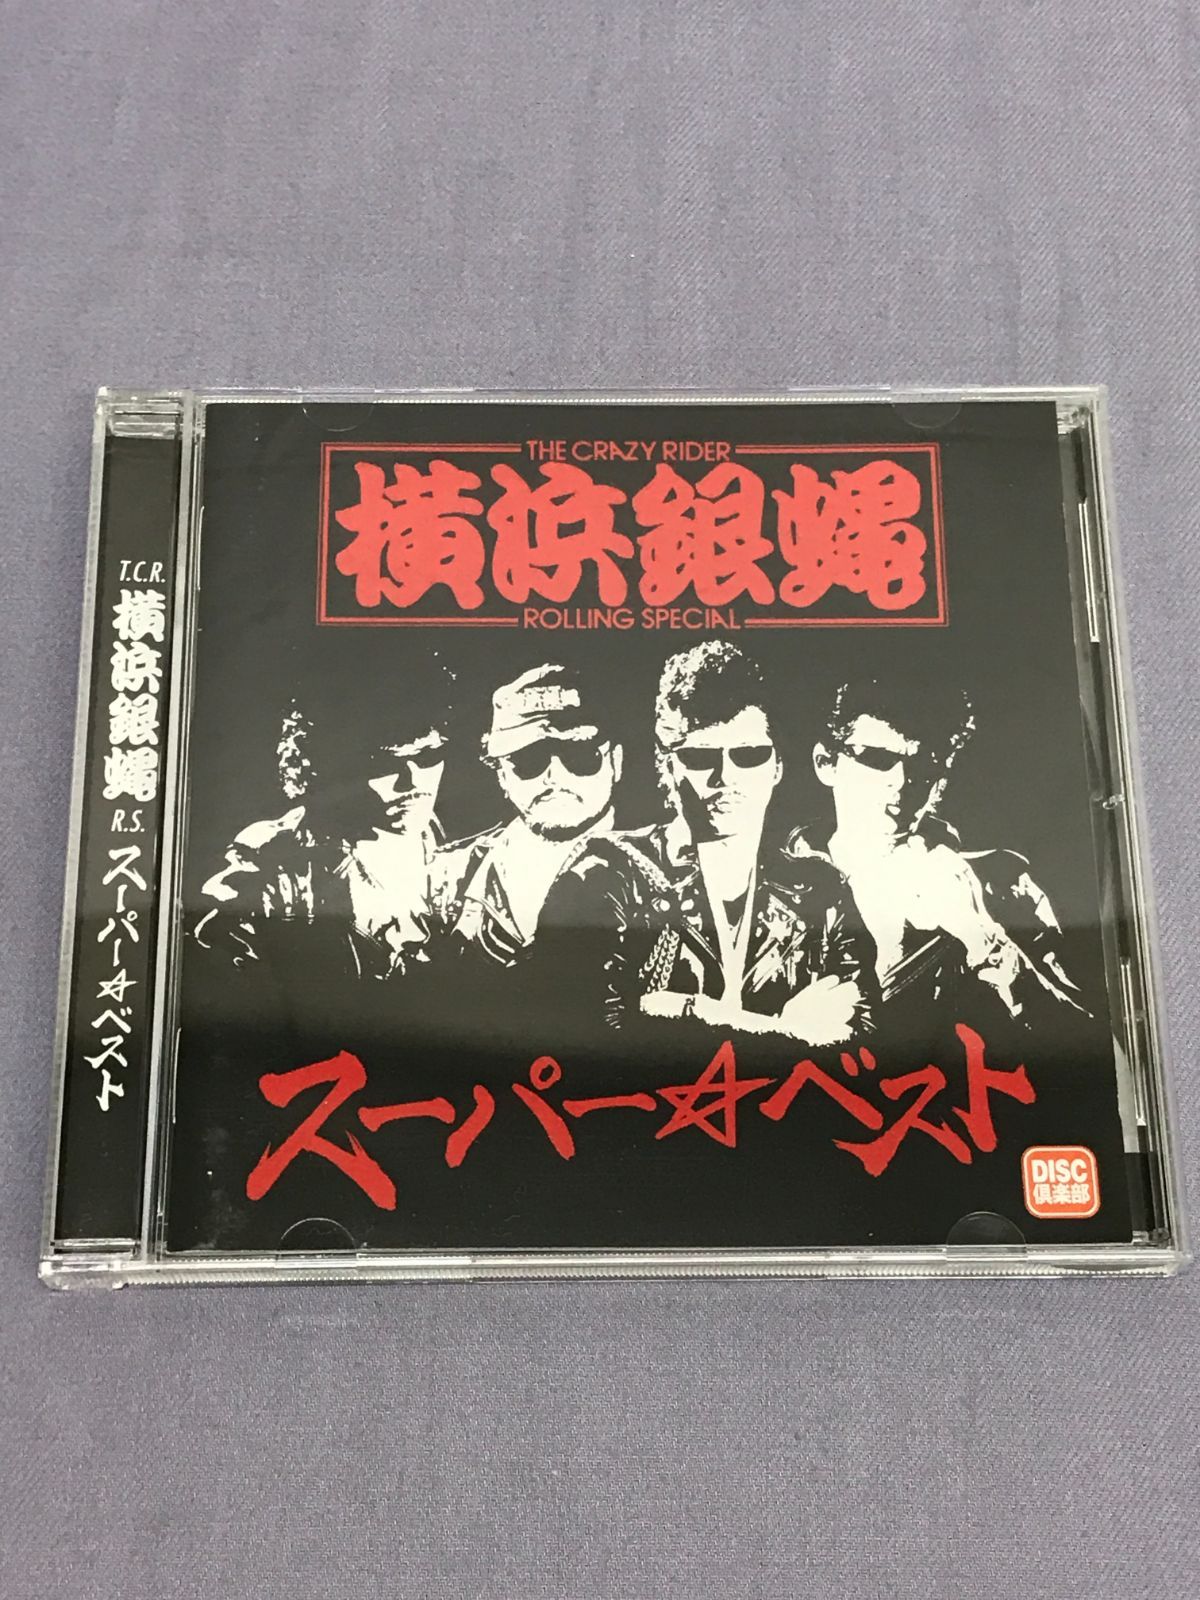 THE CRAZY RIDER
横浜銀蝿
ROLLING SPECIAL
スーパー☆ベスト
DISC
倶楽部
T.C.R.
横浜銀蝿
R.S.
スーパー☆ベスト